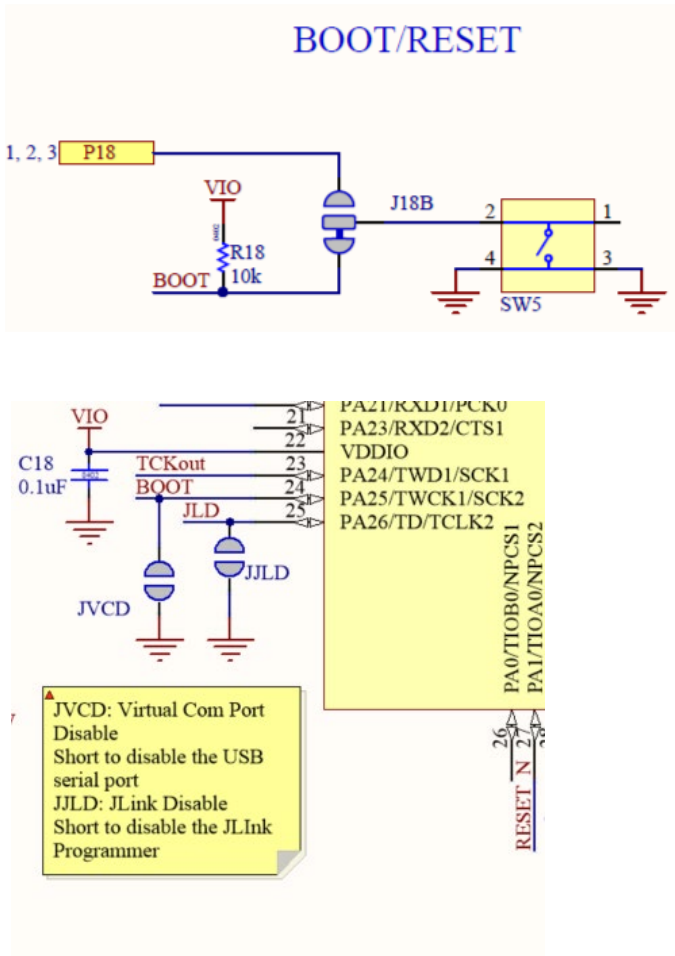 BOOT/RESET
1, 2, 3 P18
VIO
J18B
2 1
0402
R18
BOOT 10k
4 3
SW5
PA21/RXD1/PCK0
VIO
21 PA23/RXD2/CTS1
22 VDDIO
C18
0402
0.1uF
TCKout 23 PA24/TWD1/SCK1
BOOT 24 PA25/TWCK1/SCK2
JLD 25 PA26/TD/TCLK2
JJLD
JVCD
PA0/TIOB0/NPCS1
PA1/TIOA0/NPCS2
JVCD: Virtual Com Port
Disable
Short to disable the USB
serial port
JJLD: JLink Disable
Short to disable the JLInk
Programmer
26
27
28
RESET_N